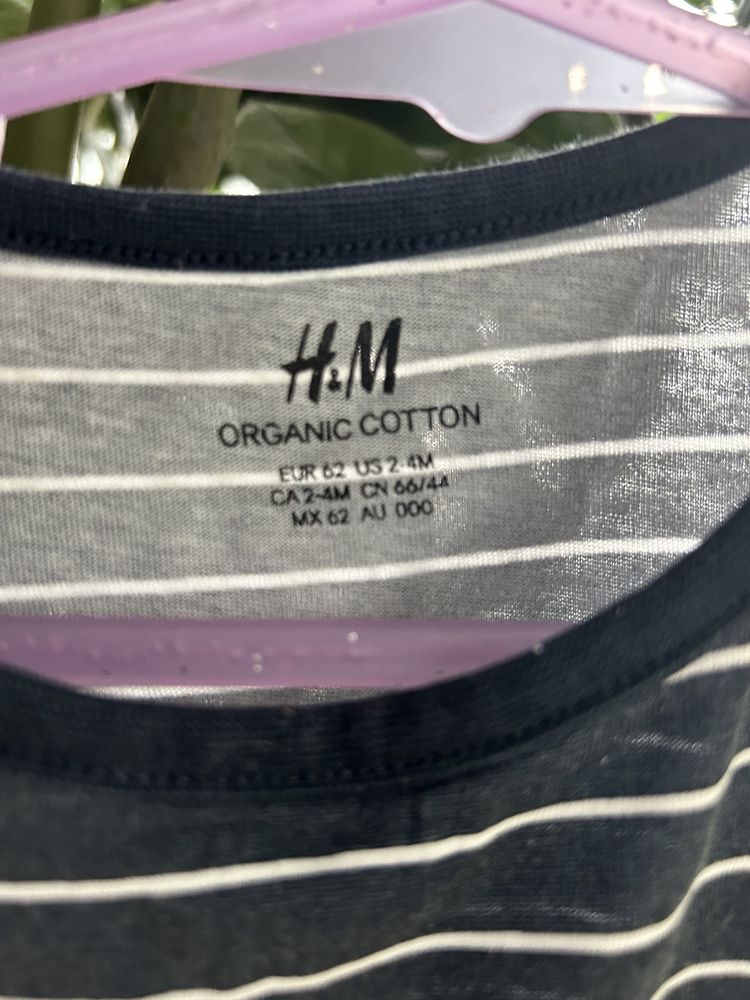 H&M
ORGANIC COTTON
EUR 62 US 2-4M
CA 2-4M CN 66/44
MX 62 AU 000